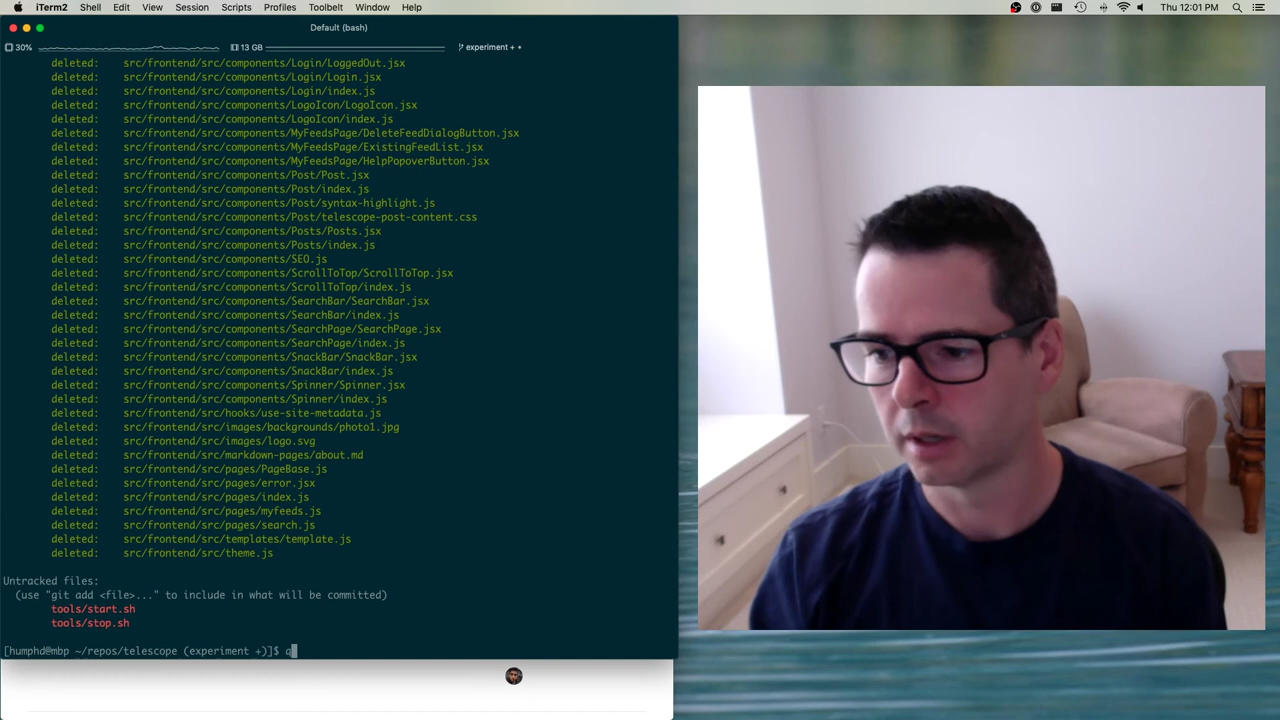 iTerm2 Shell Edit View Session Scripts Profiles Toolbelt Window Help Thu 12:01 PM
Default (bash)
30% 13 GB experiment + •
deleted: src/frontend/src/components/Login/LoggedOut.jsx
deleted: src/frontend/src/components/Login/Login.jsx
deleted: src/frontend/src/components/Login/index.js
deleted: src/frontend/src/components/LogoIcon/LogoIcon.jsx
deleted: src/frontend/src/components/LogoIcon/index.js
deleted: src/frontend/src/components/MyFeedsPage/DeleteFeedDialogButton.jsx
deleted: src/frontend/src/components/MyFeedsPage/ExistingFeedList.jsx
deleted: src/frontend/src/components/MyFeedsPage/HelpPopoverButton.jsx
deleted: src/frontend/src/components/Post/Post.jsx
deleted: src/frontend/src/components/Post/index.js
deleted: src/frontend/src/components/Post/syntax-highlight.js
deleted: src/frontend/src/components/Post/telescope-post-content.css
deleted: src/frontend/src/components/Posts/Posts.jsx
deleted: src/frontend/src/components/Posts/index.js
deleted: src/frontend/src/components/SEO.js
deleted: src/frontend/src/components/ScrollToTop/ScrollToTop.jsx
deleted: src/frontend/src/components/ScrollToTop/index.js
deleted: src/frontend/src/components/SearchBar/SearchBar.jsx
deleted: src/frontend/src/components/SearchBar/index.js
deleted: src/frontend/src/components/SearchPage/SearchPage.jsx
deleted: src/frontend/src/components/SearchPage/index.js
deleted: src/frontend/src/components/SnackBar/SnackBar.jsx
deleted: src/frontend/src/components/SnackBar/index.js
deleted: src/frontend/src/components/Spinner/Spinner.jsx
deleted: src/frontend/src/components/Spinner/index.js
deleted: src/frontend/src/hooks/use-site-metadata.js
deleted: src/frontend/src/images/backgrounds/photo1.jpg
deleted: src/frontend/src/images/logo.svg
deleted: src/frontend/src/markdown-pages/about.md
deleted: src/frontend/src/pages/PageBase.js
deleted: src/frontend/src/pages/error.jsx
deleted: src/frontend/src/pages/index.js
deleted: src/frontend/src/pages/myfeeds.js
deleted: src/frontend/src/pages/search.js
deleted: src/frontend/src/templates/template.js
deleted: src/frontend/src/theme.js
Untracked files:
(use "git add <file>..." to include in what will be committed)
tools/start.sh
tools/stop.sh
[humphd@mbp ~/repos/telescope (experiment +)]$ q